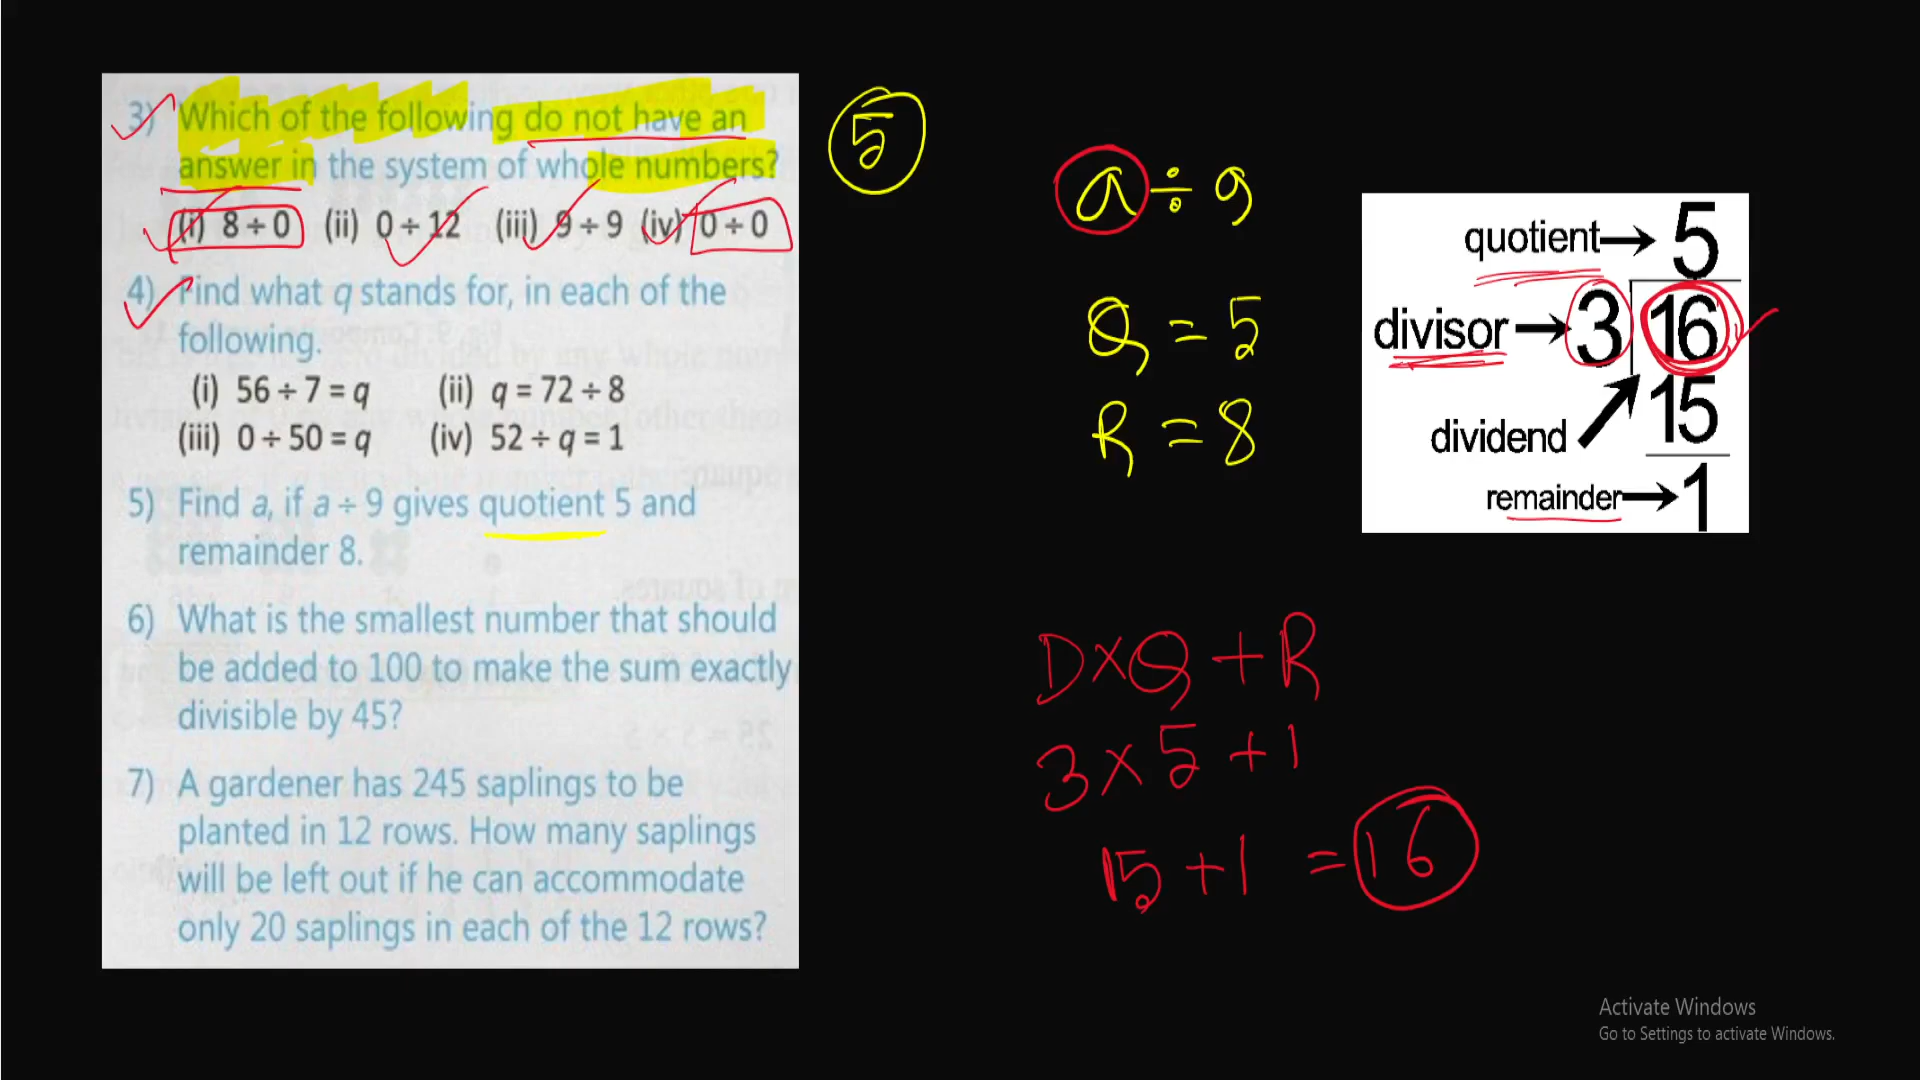 3) Which of the following do not have an
answer in the system of whole numbers?
(i) 8 ÷ 0 (ii) 0 ÷ 12 (iii) 9 ÷ 9 (iv) 0 ÷ 0
4) Find what q stands for, in each of the
following.
(i) 56 ÷ 7 = q (ii) q = 72 ÷ 8
(iii) 0 ÷ 50 = q (iv) 52 ÷ q = 1
5) Find a, if a ÷ 9 gives quotient 5 and
remainder 8.
6) What is the smallest number that should
be added to 100 to make the sum exactly
divisible by 45?
7) A gardener has 245 saplings to be
planted in 12 rows. How many saplings
will be left out if he can accommodate
only 20 saplings in each of the 12 rows?
5
a ÷ 9
Q = 5
R = 8
quotient → 5
divisor → 3 16
15
dividend
remainder → 1
D × Q + R
3 × 5 + 1
15 + 1 = 16
Activate Windows
Go to Settings to activate Windows.